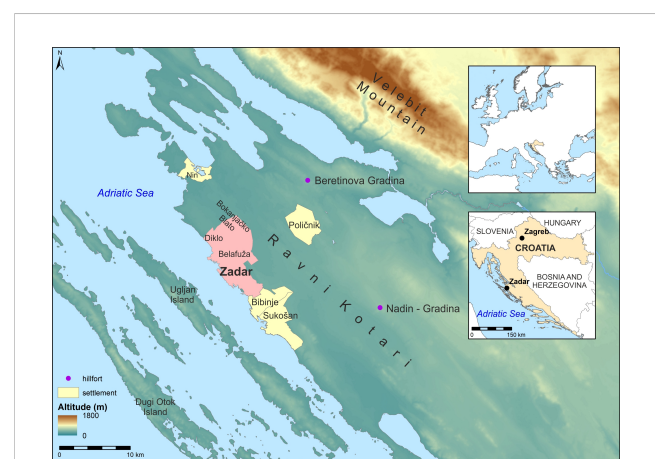 N
Velebit
Mountain
Nin
Beretinova Gradina
Adriatic Sea
Bokanjačko
Blato
Poličnik
Diklo
Belafuža
Zadar
Ravni Kotari
Ugljan
Island
Bibinje
Sukošan
Nadin - Gradina
Dugi Otok
Island
hillfort
settlement
Altitude (m)
1800
0
0 10 km
HUNGARY
SLOVENIA
Zagreb
CROATIA
BOSNIA AND
HERZEGOVINA
Zadar
Adriatic Sea
0 150 km